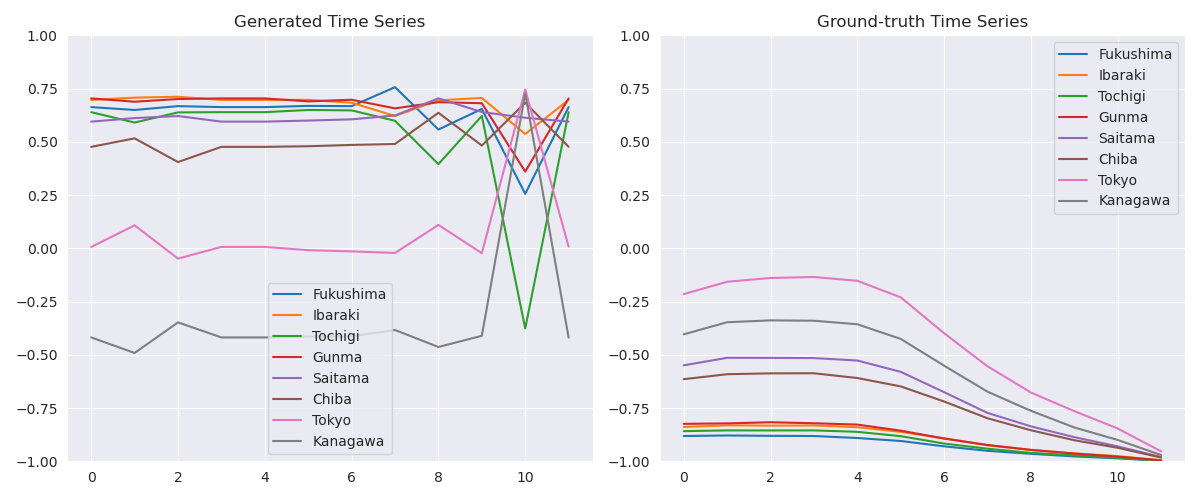 Generated Time Series
1.00
0.75
0.50
0.25
0.00
−0.25
−0.50
−0.75
−1.00
0 2 4 6 8 10
Fukushima
Ibaraki
Tochigi
Gunma
Saitama
Chiba
Tokyo
Kanagawa
Ground-truth Time Series
1.00
0.75
0.50
0.25
0.00
−0.25
−0.50
−0.75
−1.00
0 2 4 6 8 10
Fukushima
Ibaraki
Tochigi
Gunma
Saitama
Chiba
Tokyo
Kanagawa